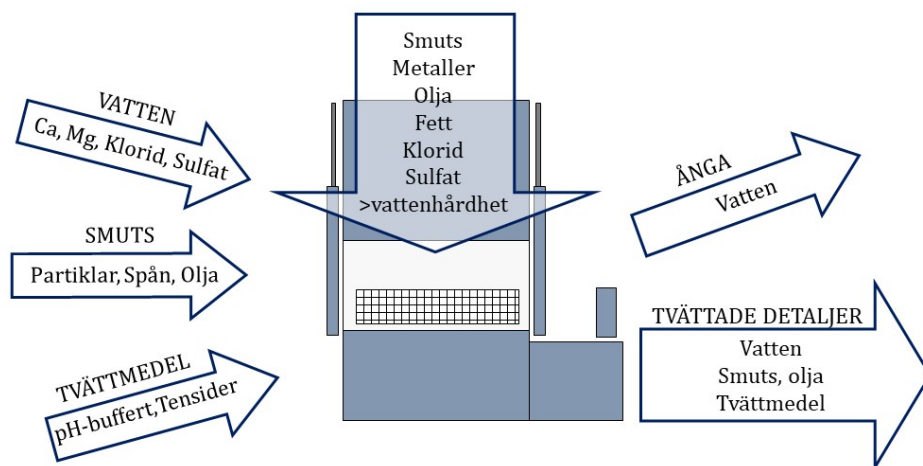 VATTEN
Ca, Mg, Klorid, Sulfat
SMUTS
Partiklar, Spån, Olja
TVÄTTMEDEL
pH-buffert, Tensider
Smuts
Metaller
Olja
Fett
Klorid
Sulfat
>vattenhårdhet
ÅNGA
Vatten
TVÄTTADE DETALJER
Vatten
Smuts, olja
Tvättmedel